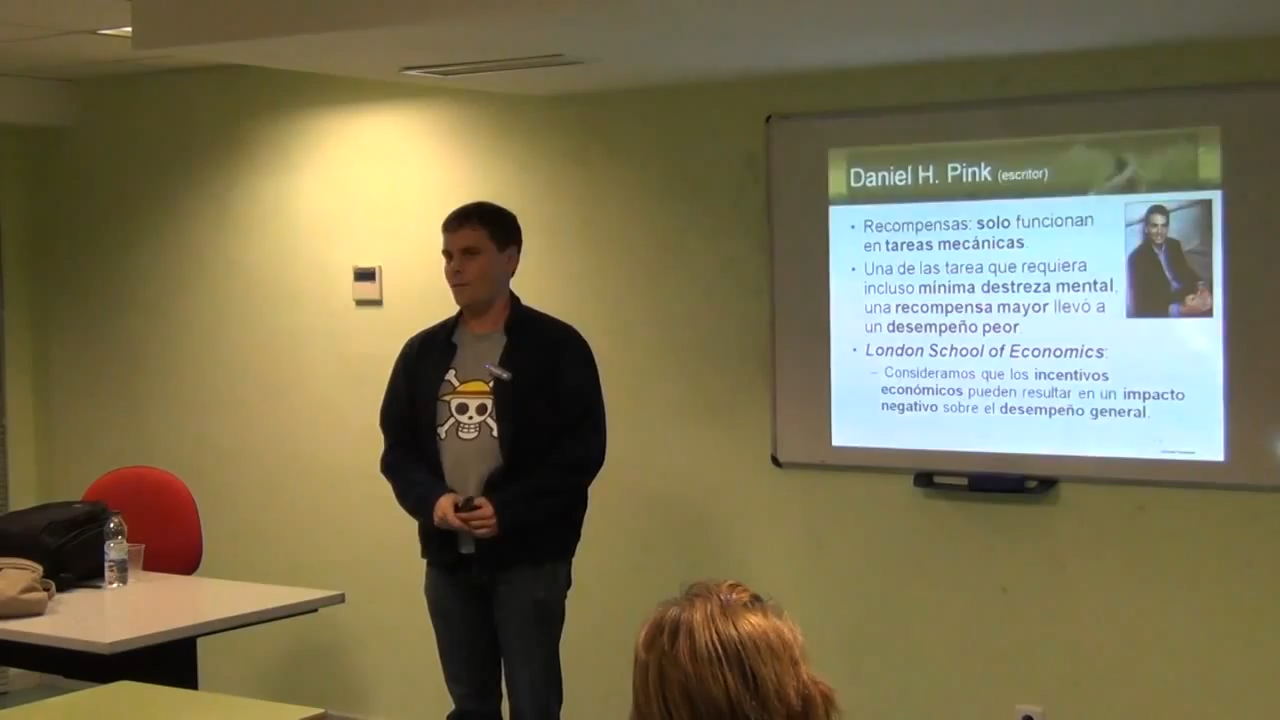 Daniel H. Pink (escritor)
• Recompensas: solo funcionan
en tareas mecánicas.
• Una de las tarea que requiera
incluso mínima destreza mental,
una recompensa mayor llevó a
un desempeño peor.
• London School of Economics:
– Consideramos que los incentivos
económicos pueden resultar en un impacto
negativo sobre el desempeño general.